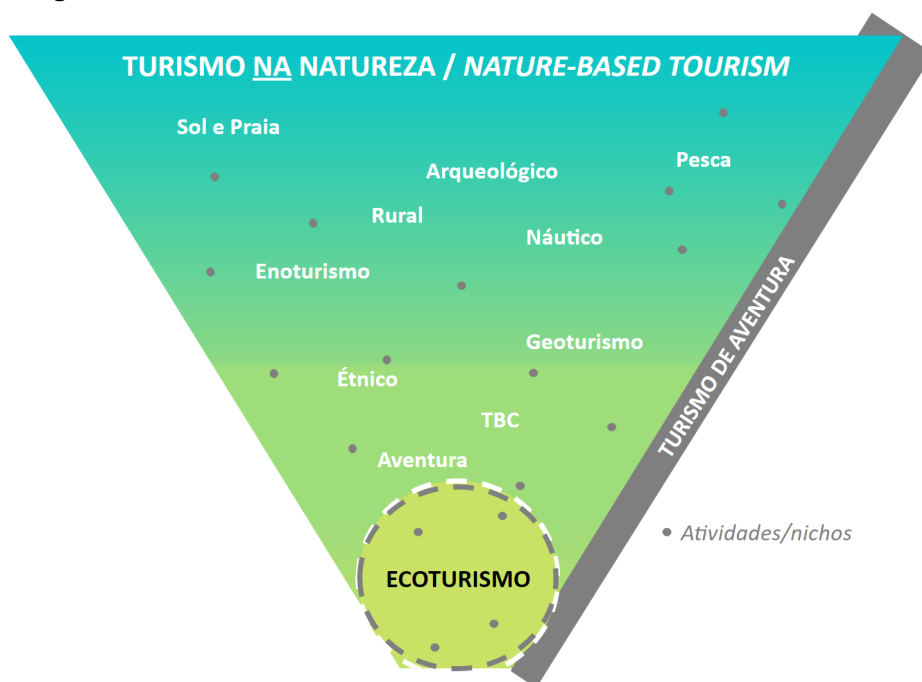 TURISMO NA NATUREZA / NATURE-BASED TOURISM
Sol e Praia
Pesca
Arqueológico
Rural
Náutico
Enoturismo
Geoturismo
Étnico
TBC
Aventura
TURISMO DE AVENTURA
Atividades/nichos
ECOTURISMO